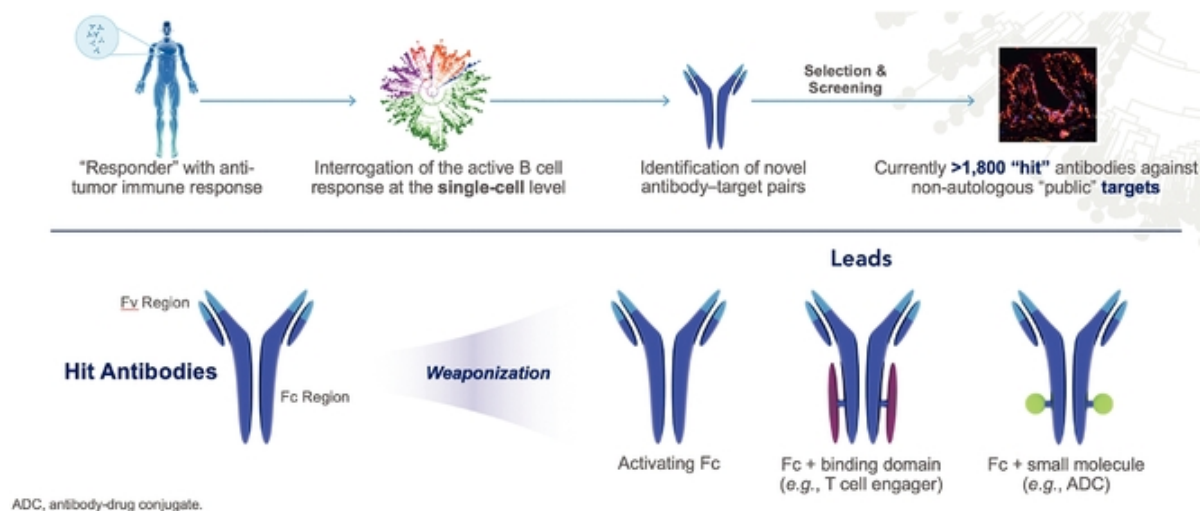 "Responder" with anti-
tumor immune response
Interrogation of the active B cell
response at the single-cell level
Identification of novel
antibody–target pairs
Selection &
Screening
Currently >1,800 "hit" antibodies against
non-autologous "public" targets
Leads
Fv Region
Hit Antibodies
Fc Region
Weaponization
Activating Fc
Fc + binding domain
(e.g., T cell engager)
Fc + small molecule
(e.g., ADC)
ADC, antibody-drug conjugate.